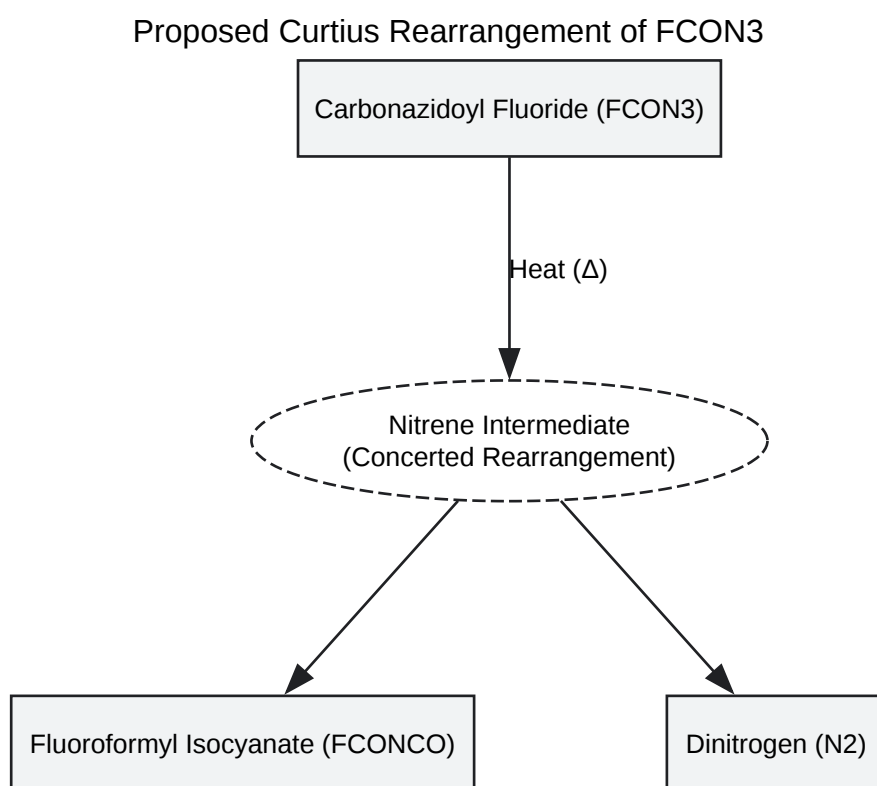 Proposed Curtius Rearrangement of FCON3
Carbonazidoyl Fluoride (FCON3)
Heat (Δ)
Nitrene Intermediate
(Concerted Rearrangement)
Fluoroformyl Isocyanate (FCONCO)
Dinitrogen (N2)